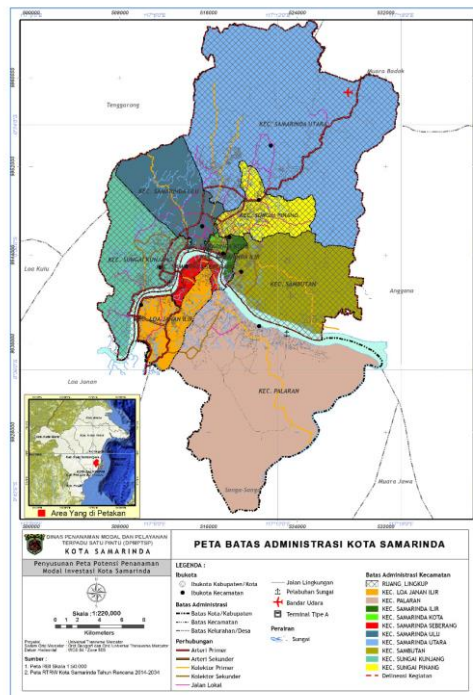 Muara Badak
Tenggarong
KEC. SAMARINDA UTARA
KEC. SAMARINDA ULU
KEC. SUNGAI PINANG
KEC. SUNGAI KUNJANG
Loa Kulu
KEC. SAMBUTAN
Anggana
KEC. LOA JANAN ILIR
Loa Janan
KEC. PALARAN
Sanga Sanga
Muara Jawa
Area Yang di Petakan
DINAS PENANAMAN MODAL DAN PELAYANAN
TERPADU SATU PINTU (DPMPTSP)
KOTA SAMARINDA
Penyusunan Peta Potensi Penanaman
Modal Investasi Kota Samarinda
Skala :1:220,000
Kilometers
Sumber :
1. Peta RBI Skala 1:50.000
2. Peta RTRW Kota Samarinda Tahun Rencana 2014-2034
PETA BATAS ADMINISTRASI KOTA SAMARINDA
LEGENDA :
Ibukota
Ibukota Kabupaten/Kota
Ibukota Kecamatan
Batas Administrasi
Batas Kota/Kabupaten
Batas Kecamatan
Batas Kelurahan/Desa
Perhubungan
Arteri Primer
Arteri Sekunder
Kolektor Primer
Kolektor Sekunder
Jalan Lokal
Jalan Lingkungan
Pelabuhan Sungai
Bandar Udara
Terminal Tipe A
Perairan
Sungai
Batas Administrasi Kecamatan
RUANG LINGKUP
KEC. LOA JANAN ILIR
KEC. PALARAN
KEC. SAMARINDA ILIR
KEC. SAMARINDA KOTA
KEC. SAMARINDA SEBERANG
KEC. SAMARINDA ULU
KEC. SAMARINDA UTARA
KEC. SAMBUTAN
KEC. SUNGAI KUNJANG
KEC. SUNGAI PINANG
Delineasi Kegiatan